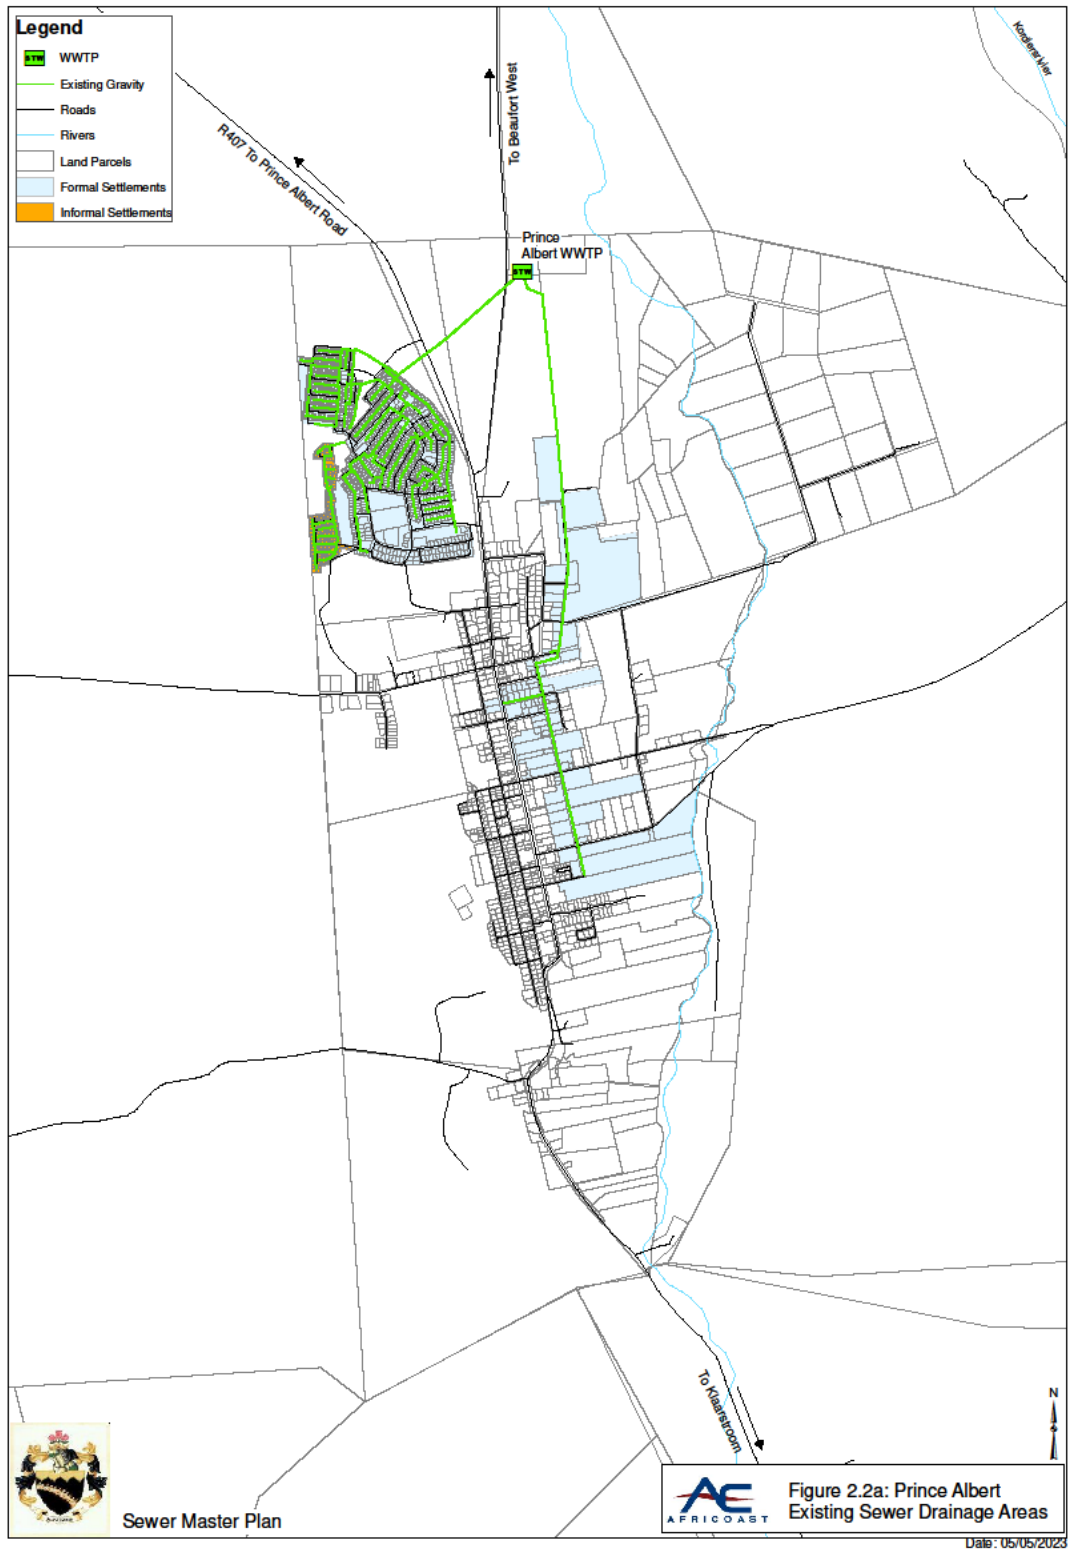 Legend
STW WWTP
Existing Gravity
Roads
Rivers
Land Parcels
Formal Settlements
Informal Settlements
R407 To Prince Albert Road
To Beaufort West
Kordiersrivier
Prince
Albert WWTP
STW
To Klaarstroom
N
Sewer Master Plan
AE
AFRICOAST
Figure 2.2a: Prince Albert
Existing Sewer Drainage Areas
Date: 05/05/2023